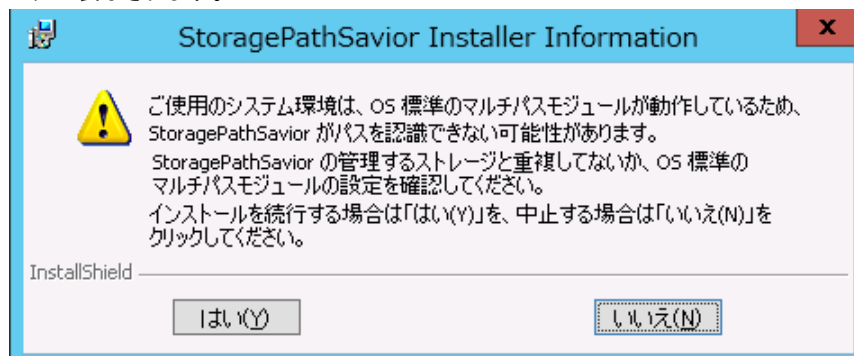 StoragePathSavior Installer Information
x
ご使用のシステム環境は、OS 標準のマルチパスモジュールが動作しているため、
StoragePathSavior がパスを認識できない可能性があります。
StoragePathSavior の管理するストレージと重複してないか、OS 標準の
マルチパスモジュールの設定を確認してください。
インストールを続行する場合は「はい(Y)」を、中止する場合は「いいえ(N)」を
クリックしてください。
InstallShield
はい(Y)
いいえ(N)